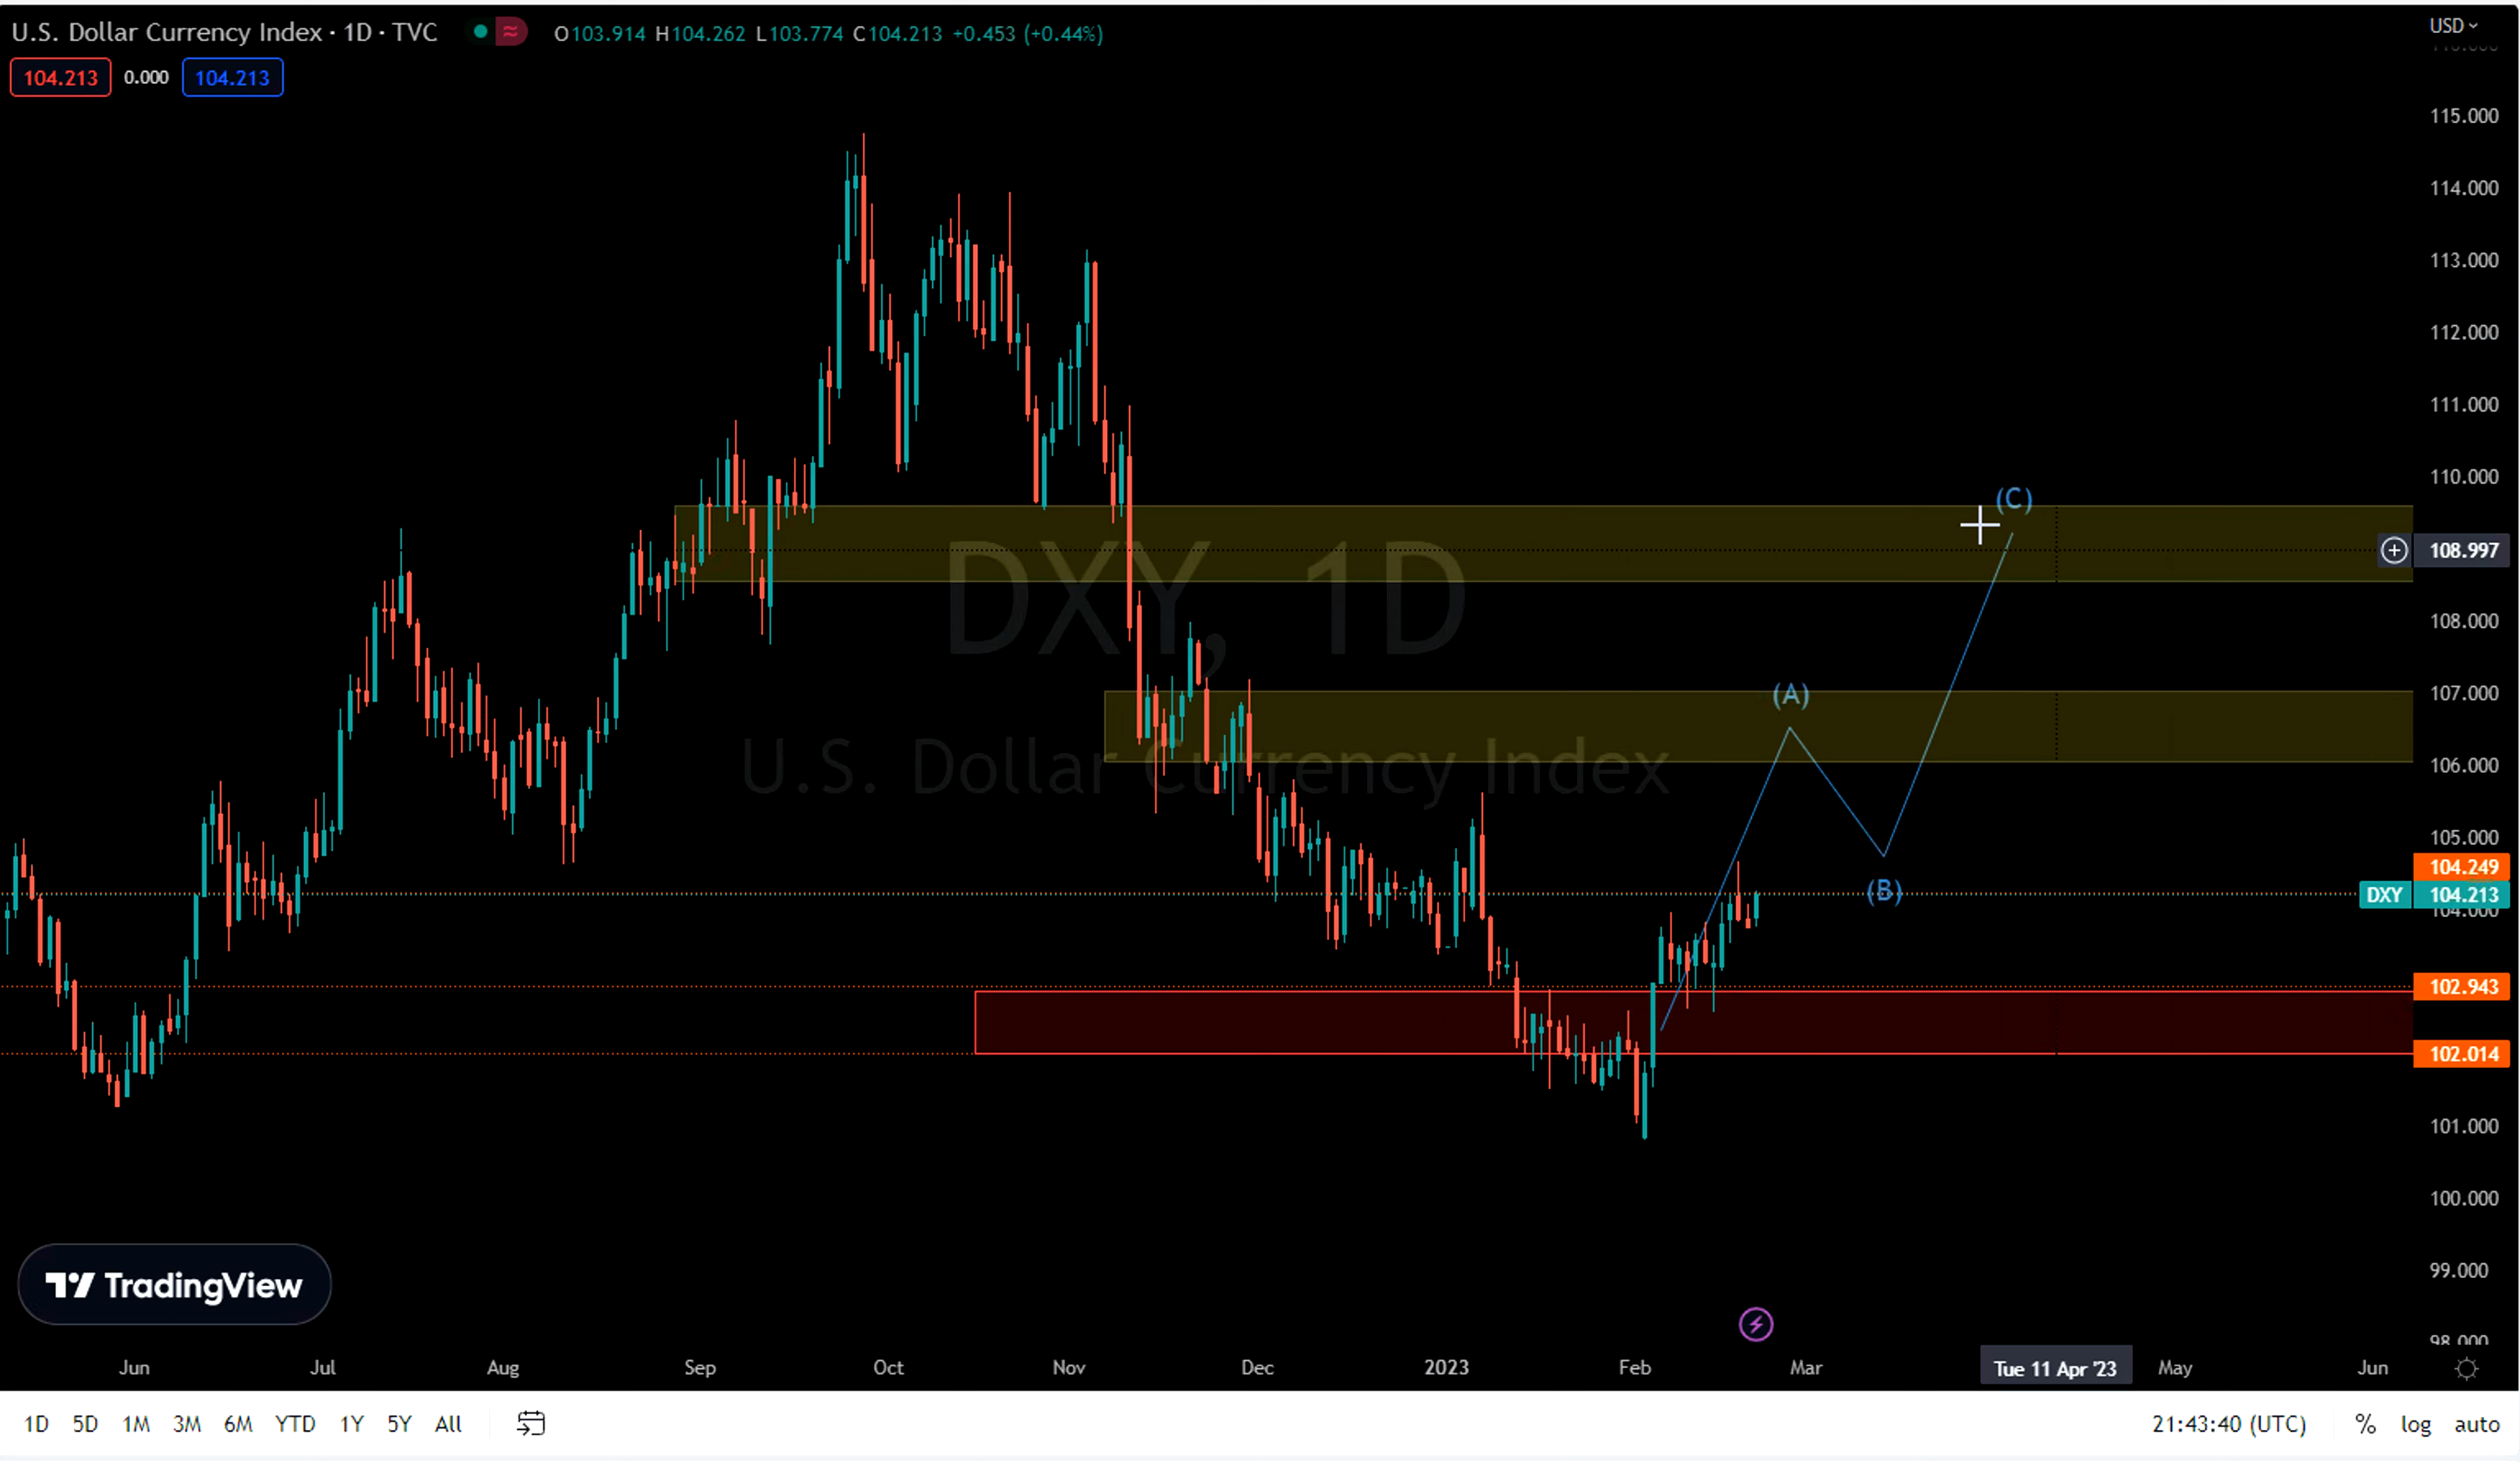 U.S. Dollar Currency Index · 1D · TVC O103.914 H104.262 L103.774 C104.213 +0.453 (+0.44%)
USD
104.213 0.000 104.213
115.000
114.000
113.000
112.000
111.000
110.000
(C)
108.997
DXY, 1D
108.000
(A)
107.000
U.S. Dollar Currency Index
106.000
105.000
104.249
(B)
DXY 104.213
104.000
102.943
102.014
101.000
100.000
99.000
TradingView
98.000
Jun Jul Aug Sep Oct Nov Dec 2023 Feb Mar Tue 11 Apr '23 May Jun
1D 5D 1M 3M 6M YTD 1Y 5Y All 21:43:40 (UTC) % log auto